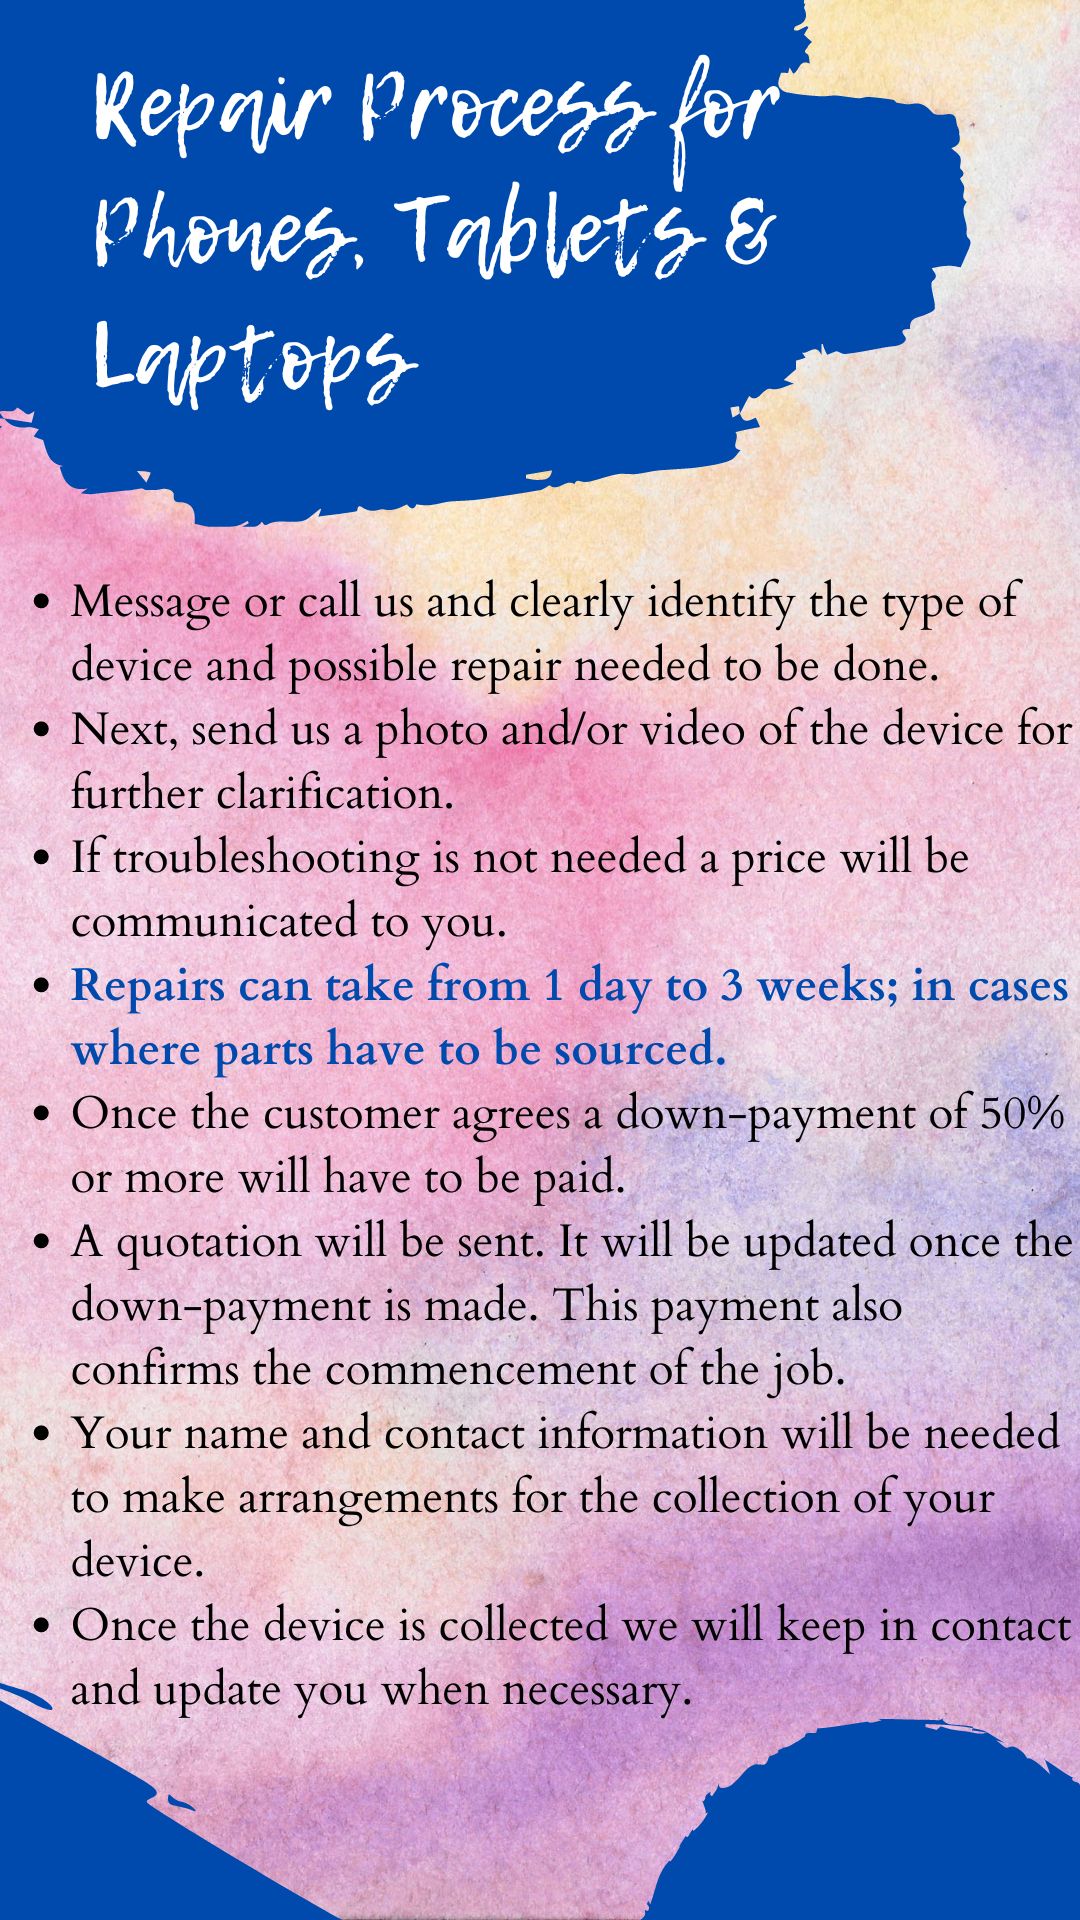 Repair Process for
Phones, Tablets &
Laptops
• Message or call us and clearly identify the type of
device and possible repair needed to be done.
• Next, send us a photo and/or video of the device for
further clarification.
• If troubleshooting is not needed a price will be
communicated to you.
• Repairs can take from 1 day to 3 weeks; in cases
where parts have to be sourced.
• Once the customer agrees a down-payment of 50%
or more will have to be paid.
• A quotation will be sent. It will be updated once the
down-payment is made. This payment also
confirms the commencement of the job.
• Your name and contact information will be needed
to make arrangements for the collection of your
device.
• Once the device is collected we will keep in contact
and update you when necessary.